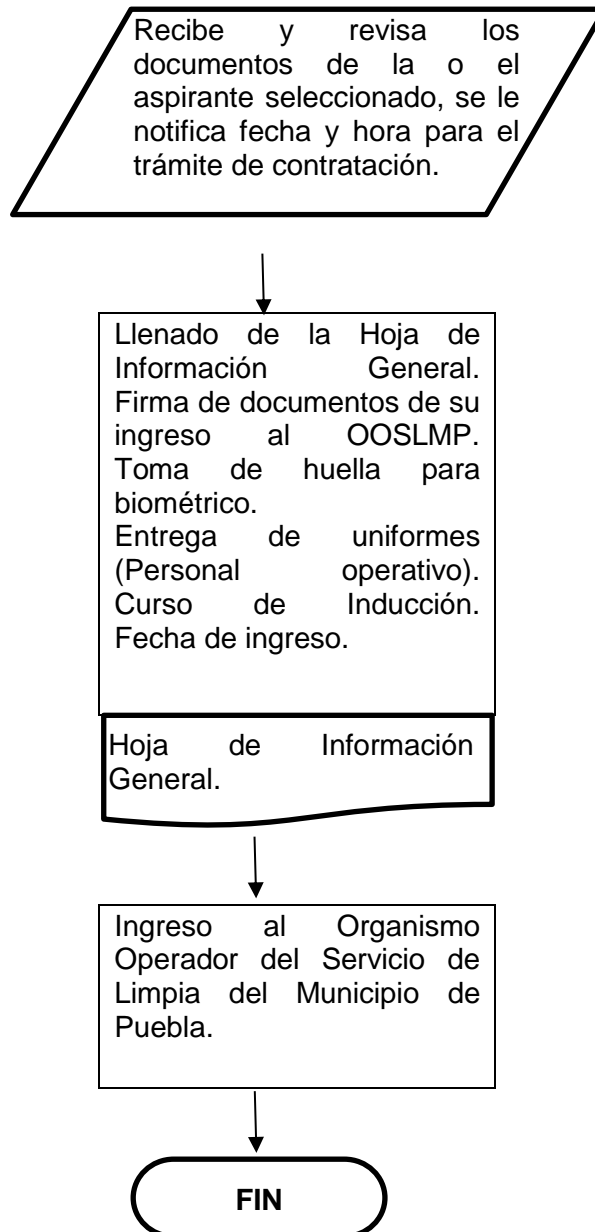 Recibe y revisa los
documentos de la o el
aspirante seleccionado, se le
notifica fecha y hora para el
trámite de contratación.
Llenado de la Hoja de
Información General.
Firma de documentos de su
ingreso al OOSLMP.
Toma de huella para
biométrico.
Entrega de uniformes
(Personal operativo).
Curso de Inducción.
Fecha de ingreso.
Hoja de Información
General.
Ingreso al Organismo
Operador del Servicio de
Limpia del Municipio de
Puebla.
FIN